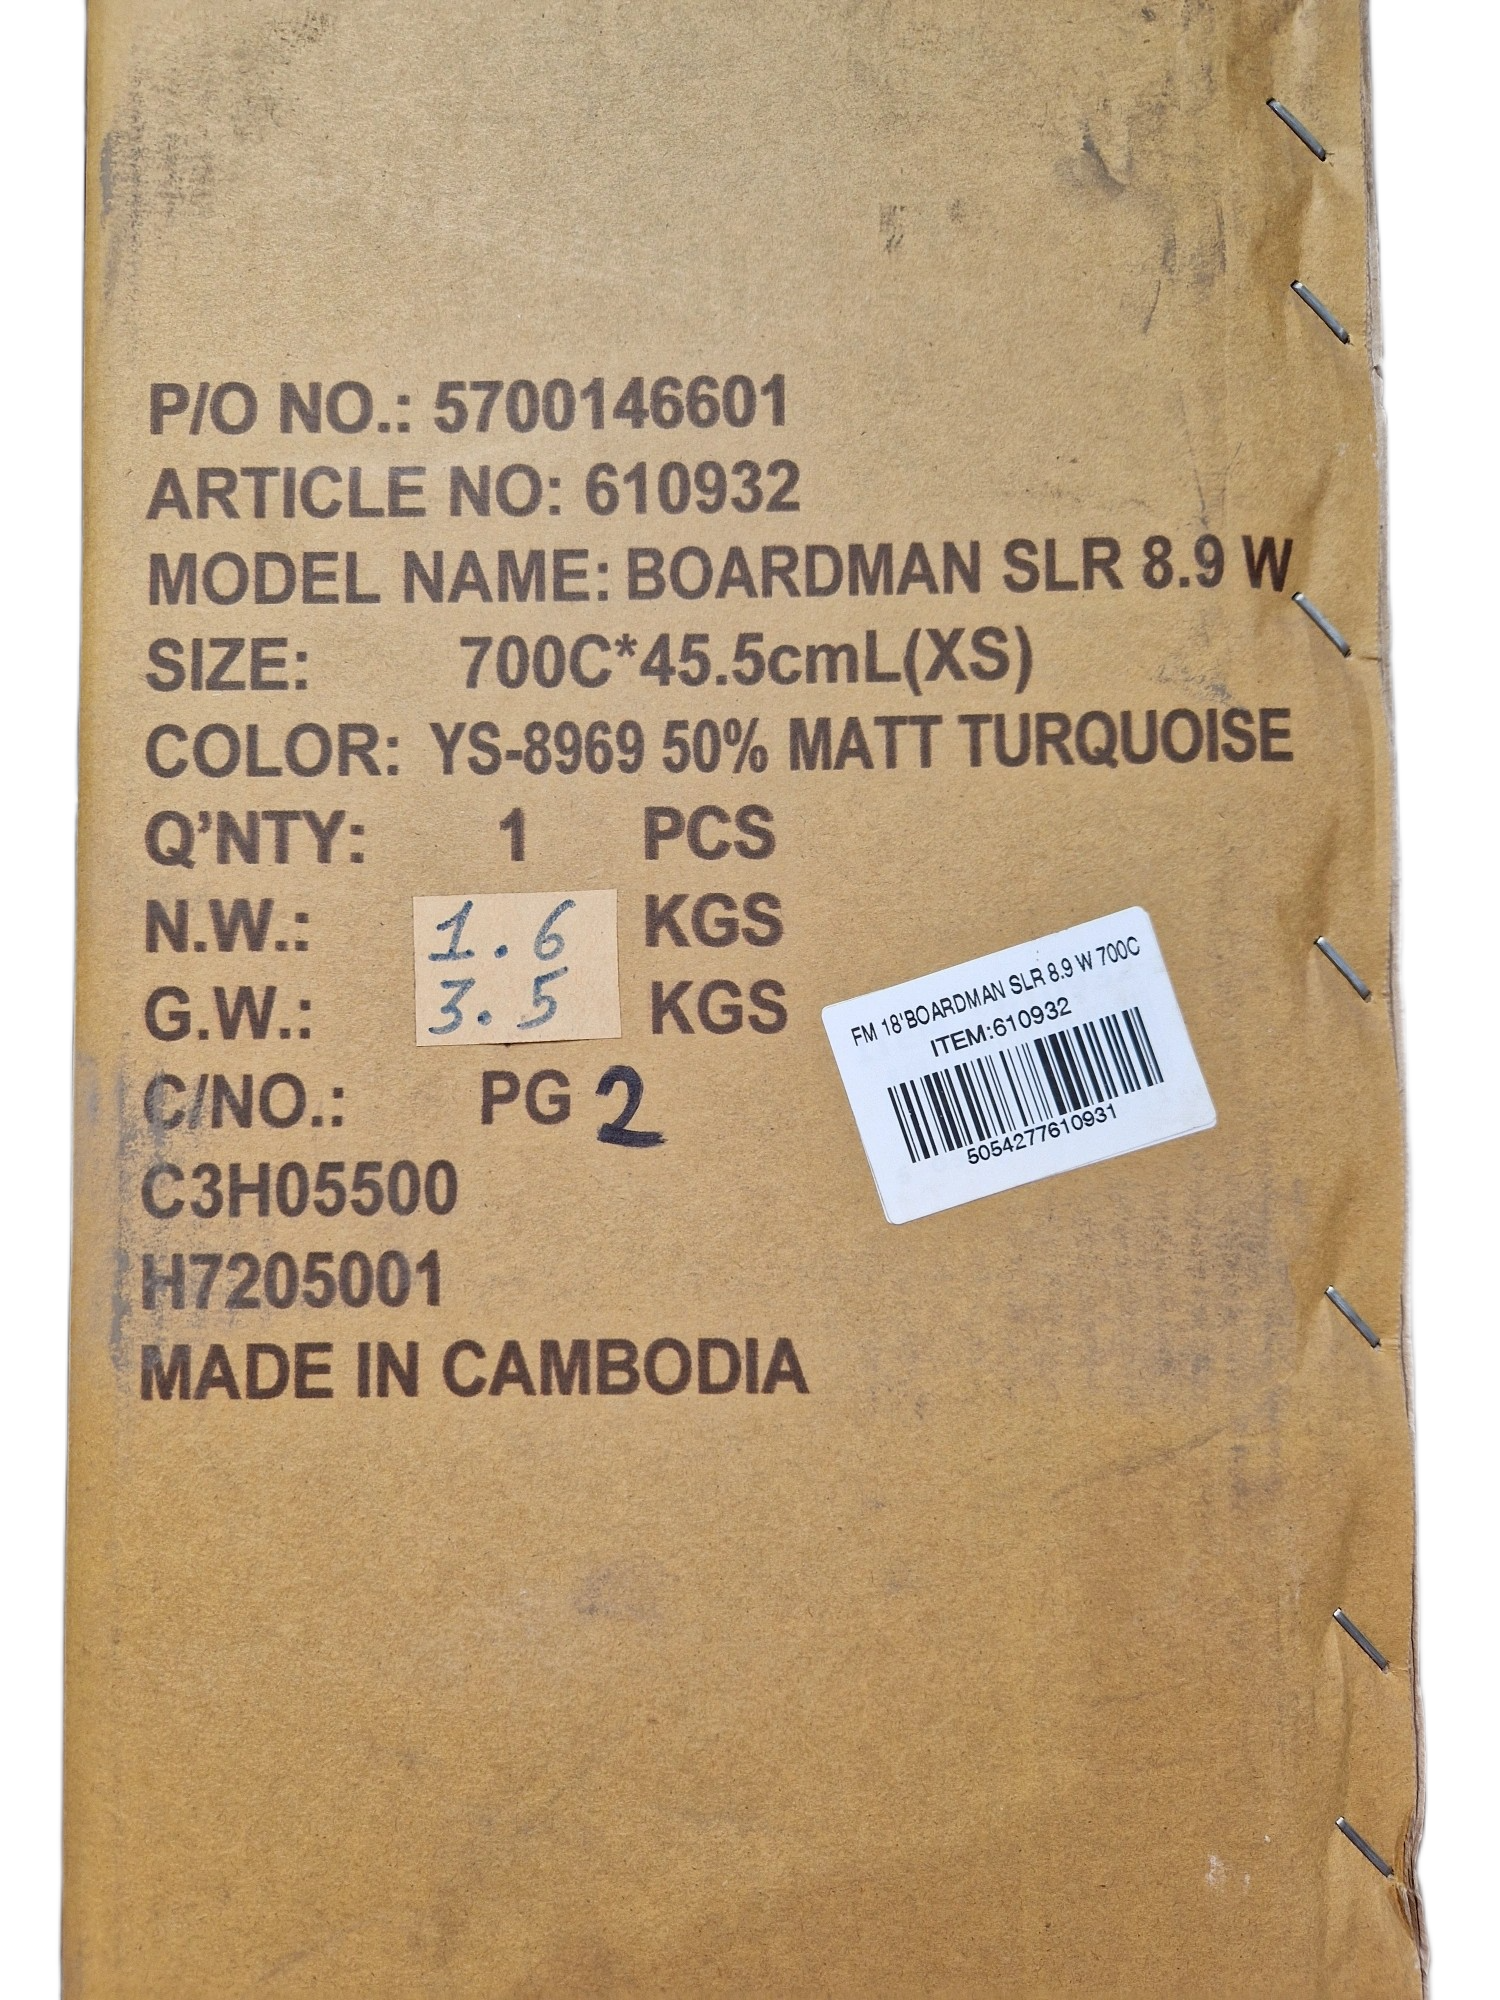 P/O NO.: 5700146601
ARTICLE NO: 610932
MODEL NAME: BOARDMAN SLR 8.9 W
SIZE: 700C*45.5cmL(XS)
COLOR: YS-8969 50% MATT TURQUOISE
Q'NTY: 1 PCS
N.W.: 1.6 KGS
G.W.: 3.5 KGS
C/NO.: PG 2
C3H05500
H7205001
MADE IN CAMBODIA
FM 18'BOARDMAN SLR 8.9 W 700C
ITEM:610932
5054277610931